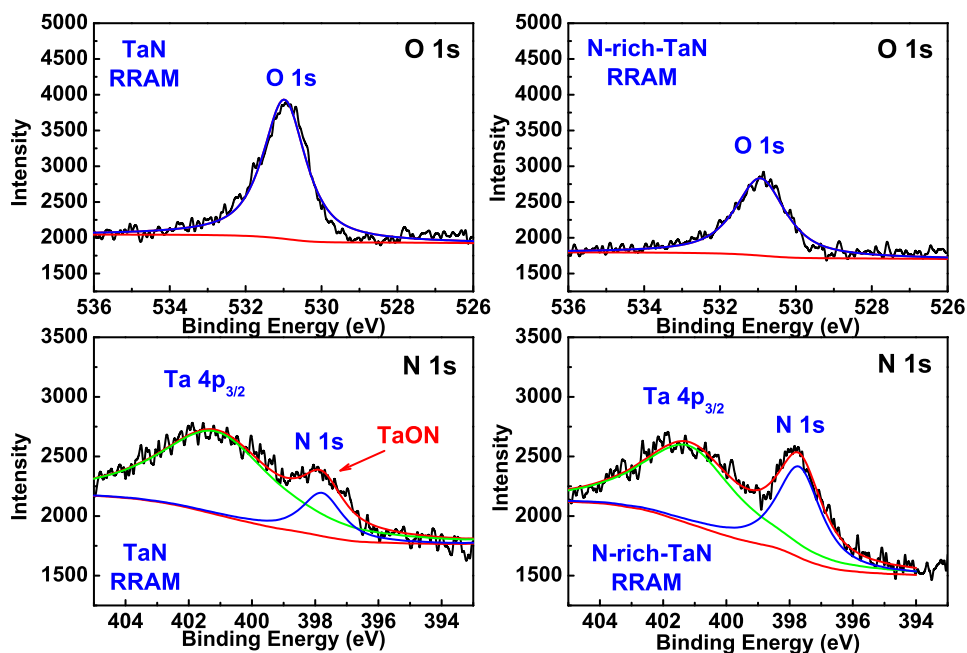 TaN
RRAM
O 1s
O 1s
Intensity
5000
4500
4000
3500
3000
2500
2000
1500
536 534 532 530 528 526
Binding Energy (eV)
N-rich-TaN
RRAM
O 1s
O 1s
Intensity
5000
4500
4000
3500
3000
2500
2000
1500
536 534 532 530 528 526
Binding Energy (eV)
N 1s
Ta 4p3/2
N 1s
TaON
TaN
RRAM
Intensity
3500
3000
2500
2000
1500
404 402 400 398 396 394
Binding Energy (eV)
N 1s
Ta 4p3/2
N 1s
N-rich-TaN
RRAM
Intensity
3500
3000
2500
2000
1500
404 402 400 398 396 394
Binding Energy (eV)